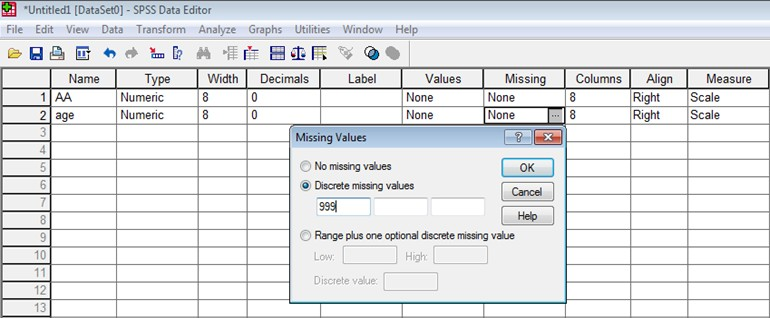 *Untitled1 [DataSet0] - SPSS Data Editor
File Edit View Data Transform Analyze Graphs Utilities Window Help
Name Type Width Decimals Label Values Missing Columns Align Measure
1 AA Numeric 8 0 None None 8 Right Scale
2 age Numeric 8 0 None None ... 8 Right Scale
3
4
5
6
7
8
9
10
11
12
13
Missing Values ?
No missing values
OK
Discrete missing values
Cancel
999
Help
Range plus one optional discrete missing value
Low: High:
Discrete value: